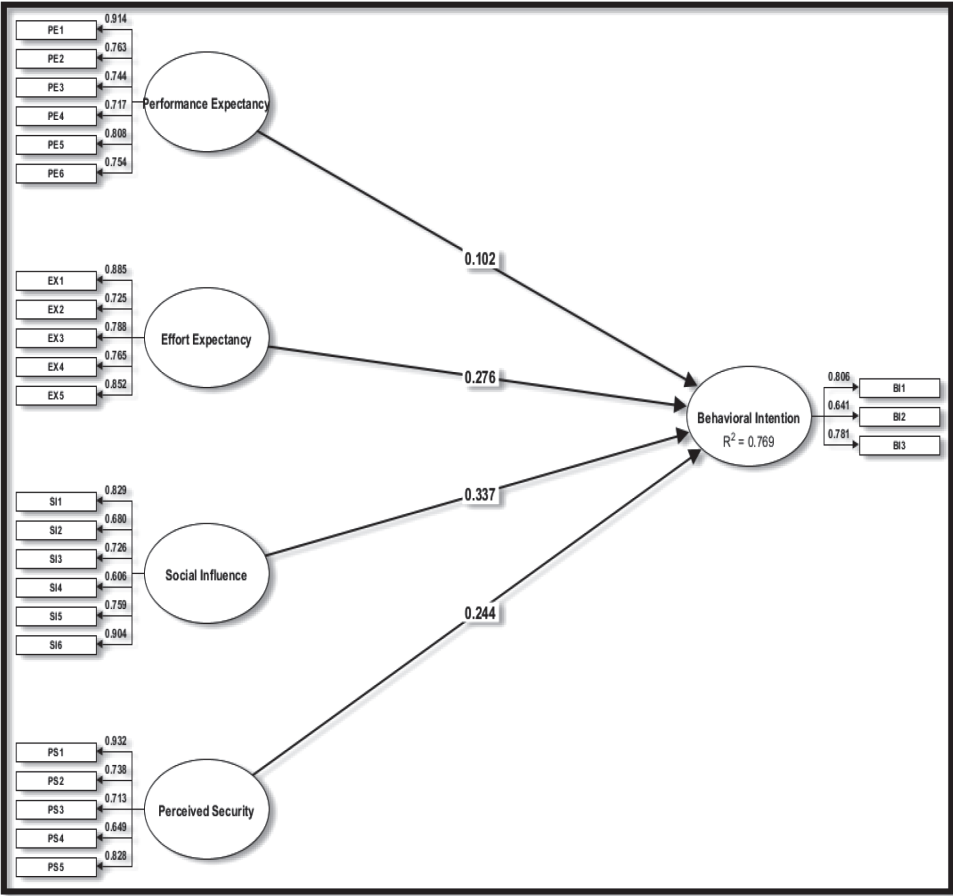 0.914
PE1
0.763
PE2
0.744
PE3
0.717
PE4
0.808
PE5
0.754
PE6
Performance Expectancy
0.102
0.885
EX1
0.725
EX2
0.788
EX3
0.765
EX4
0.852
EX5
Effort Expectancy
0.276
0.829
SI1
0.680
SI2
0.726
SI3
0.606
SI4
0.759
SI5
0.904
SI6
Social Influence
0.337
0.932
PS1
0.738
PS2
0.713
PS3
0.649
PS4
0.828
PS5
Perceived Security
0.244
Behavioral Intention
R² = 0.769
0.806
BI1
0.641
BI2
0.781
BI3